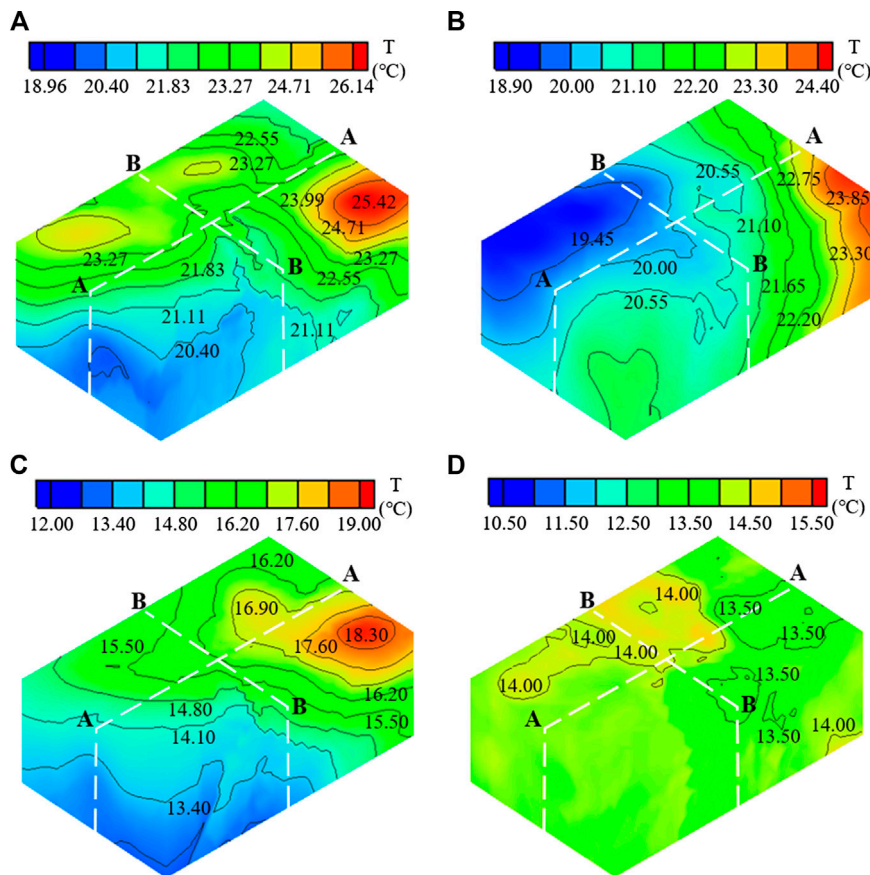 A
T
(°C)
18.96 20.40 21.83 23.27 24.71 26.14
A
B
22.55
23.27
23.99
25.42
24.71
23.27
23.27
21.83
B
22.55
A
21.11
21.11
20.40
B
T
(°C)
18.90 20.00 21.10 22.20 23.30 24.40
A
B
20.55
22.75
23.85
21.10
19.45
23.30
20.00
B
A
21.65
20.55
22.20
C
T
(°C)
12.00 13.40 14.80 16.20 17.60 19.00
16.20
A
B
16.90
18.30
17.60
15.50
16.20
B
14.80
A
15.50
14.10
13.40
D
T
(°C)
10.50 11.50 12.50 13.50 14.50 15.50
A
14.00
B
13.50
14.00
13.50
14.00
13.50
14.00
B
A
14.00
13.50